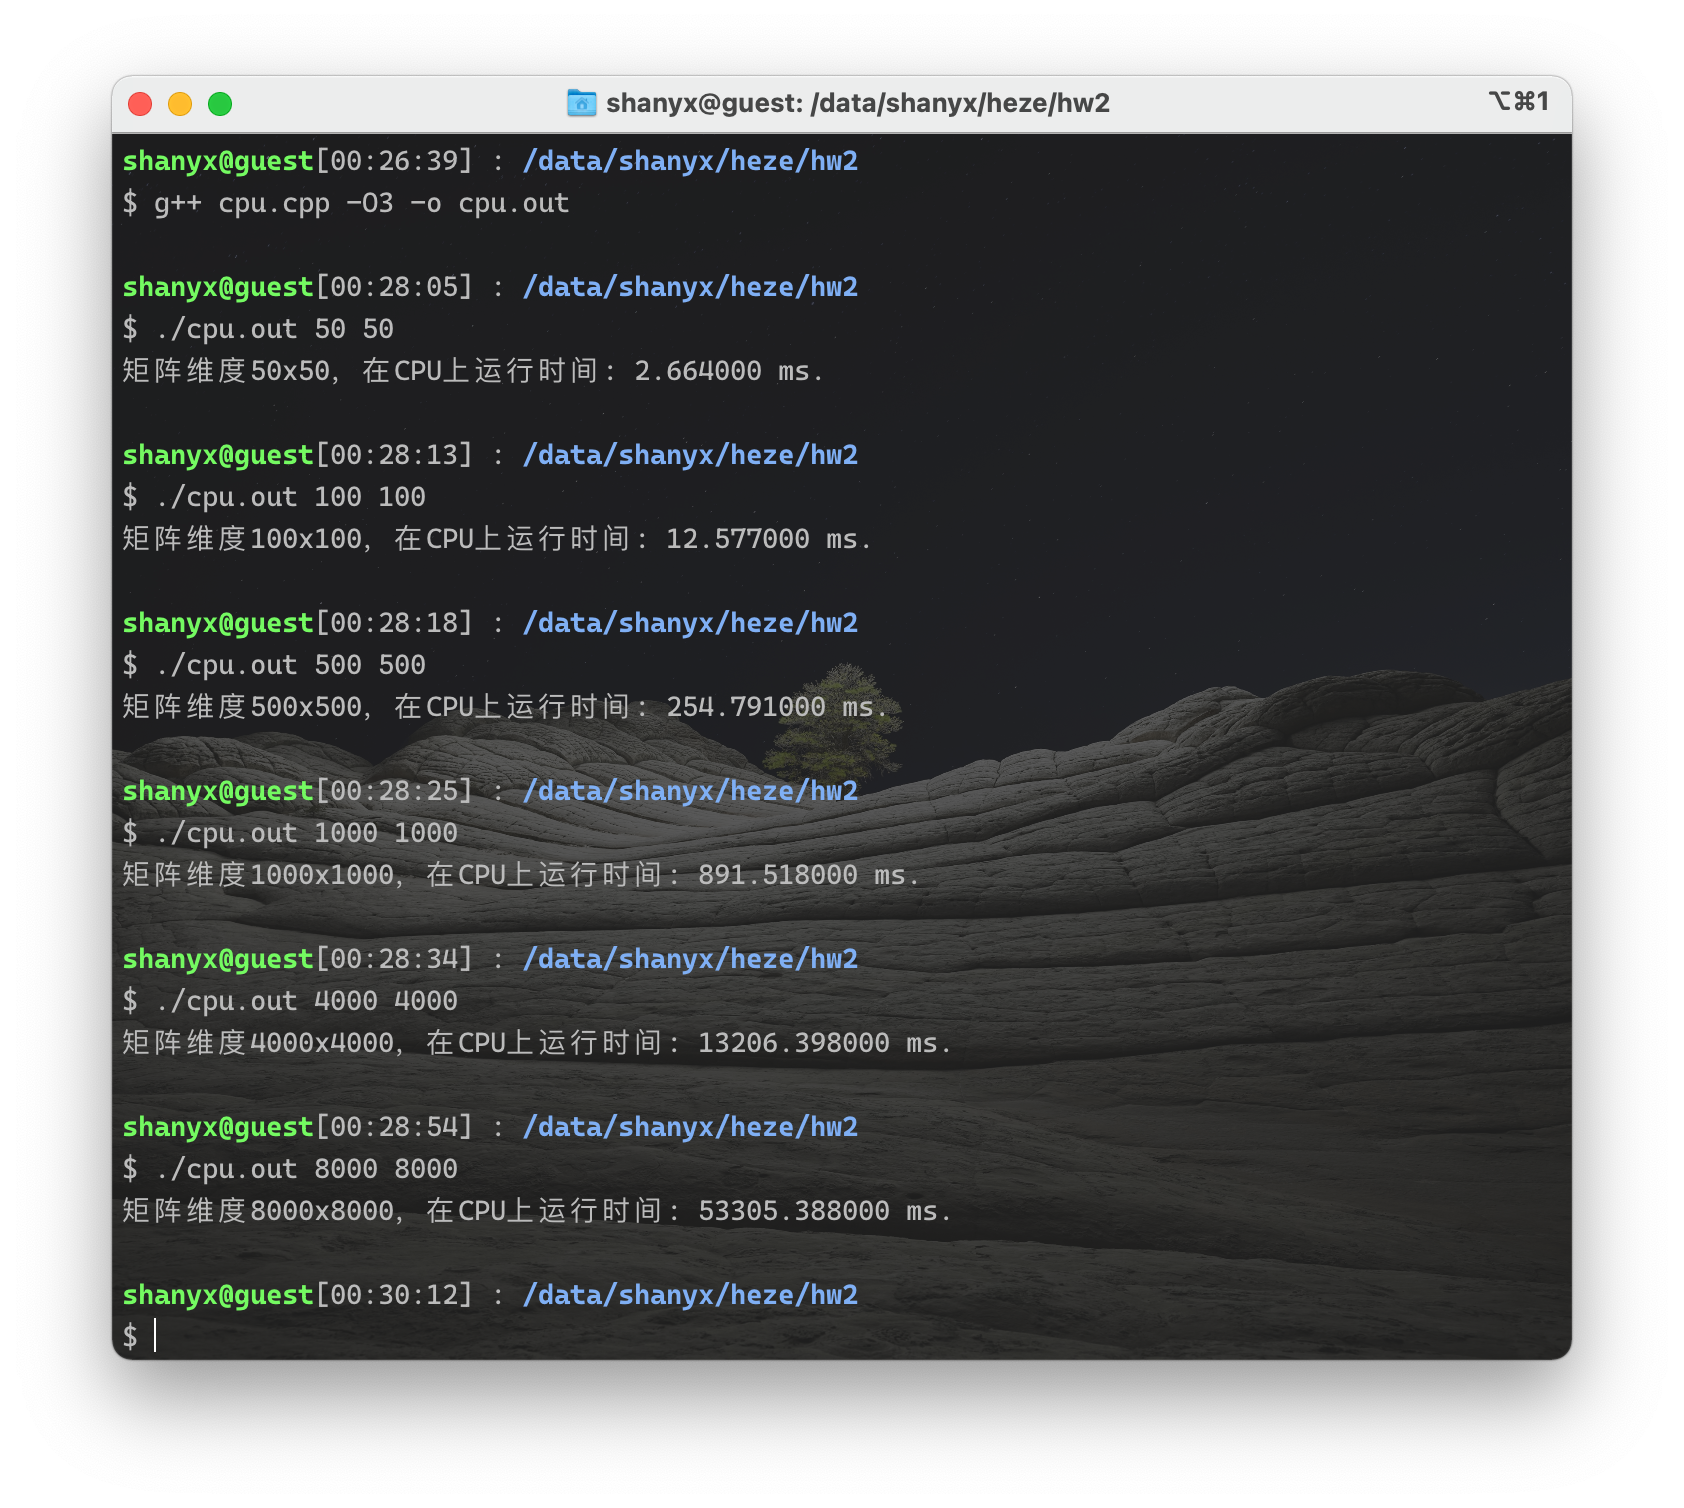 shanyx@guest: /data/shanyx/heze/hw2
⌥⌘1
shanyx@guest[00:26:39] : /data/shanyx/heze/hw2
$ g++ cpu.cpp -O3 -o cpu.out
shanyx@guest[00:28:05] : /data/shanyx/heze/hw2
$ ./cpu.out 50 50
矩阵维度50x50, 在CPU上运行时间: 2.664000 ms.
shanyx@guest[00:28:13] : /data/shanyx/heze/hw2
$ ./cpu.out 100 100
矩阵维度100x100, 在CPU上运行时间: 12.577000 ms.
shanyx@guest[00:28:18] : /data/shanyx/heze/hw2
$ ./cpu.out 500 500
矩阵维度500x500, 在CPU上运行时间: 254.791000 ms.
shanyx@guest[00:28:25] : /data/shanyx/heze/hw2
$ ./cpu.out 1000 1000
矩阵维度1000x1000, 在CPU上运行时间: 891.518000 ms.
shanyx@guest[00:28:34] : /data/shanyx/heze/hw2
$ ./cpu.out 4000 4000
矩阵维度4000x4000, 在CPU上运行时间: 13206.398000 ms.
shanyx@guest[00:28:54] : /data/shanyx/heze/hw2
$ ./cpu.out 8000 8000
矩阵维度8000x8000, 在CPU上运行时间: 53305.388000 ms.
shanyx@guest[00:30:12] : /data/shanyx/heze/hw2
$